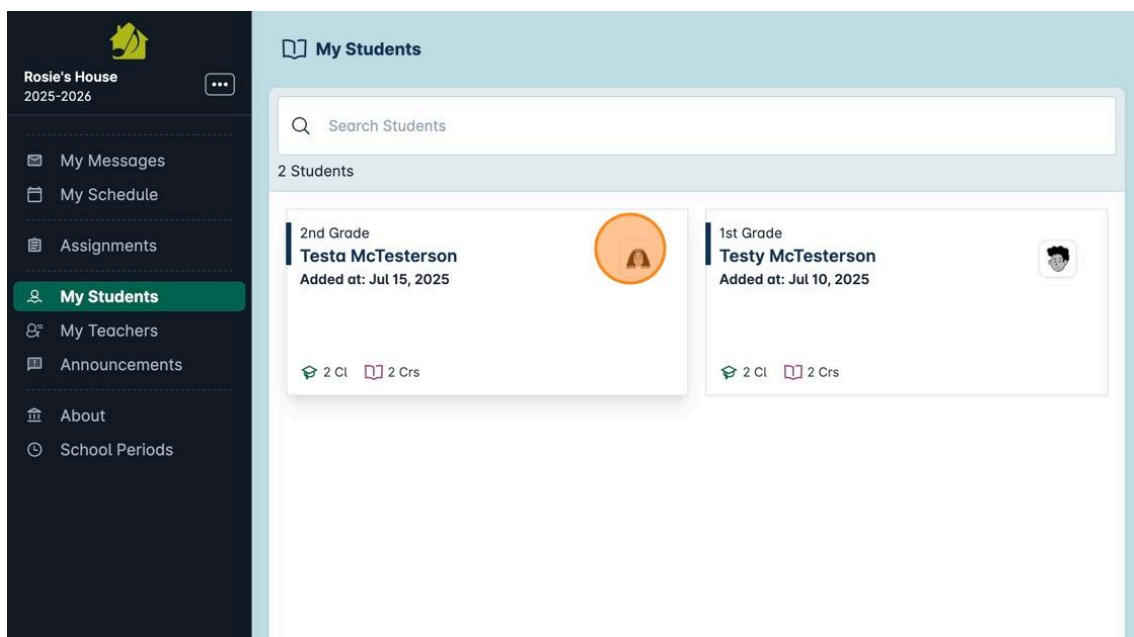 Rosie's House
2025-2026
My Messages
My Schedule
Assignments
My Students
My Teachers
Announcements
About
School Periods
My Students
Search Students
2 Students
2nd Grade
Testa McTesterson
Added at: Jul 15, 2025
2 Cl 2 Crs
1st Grade
Testy McTesterson
Added at: Jul 10, 2025
2 Cl 2 Crs